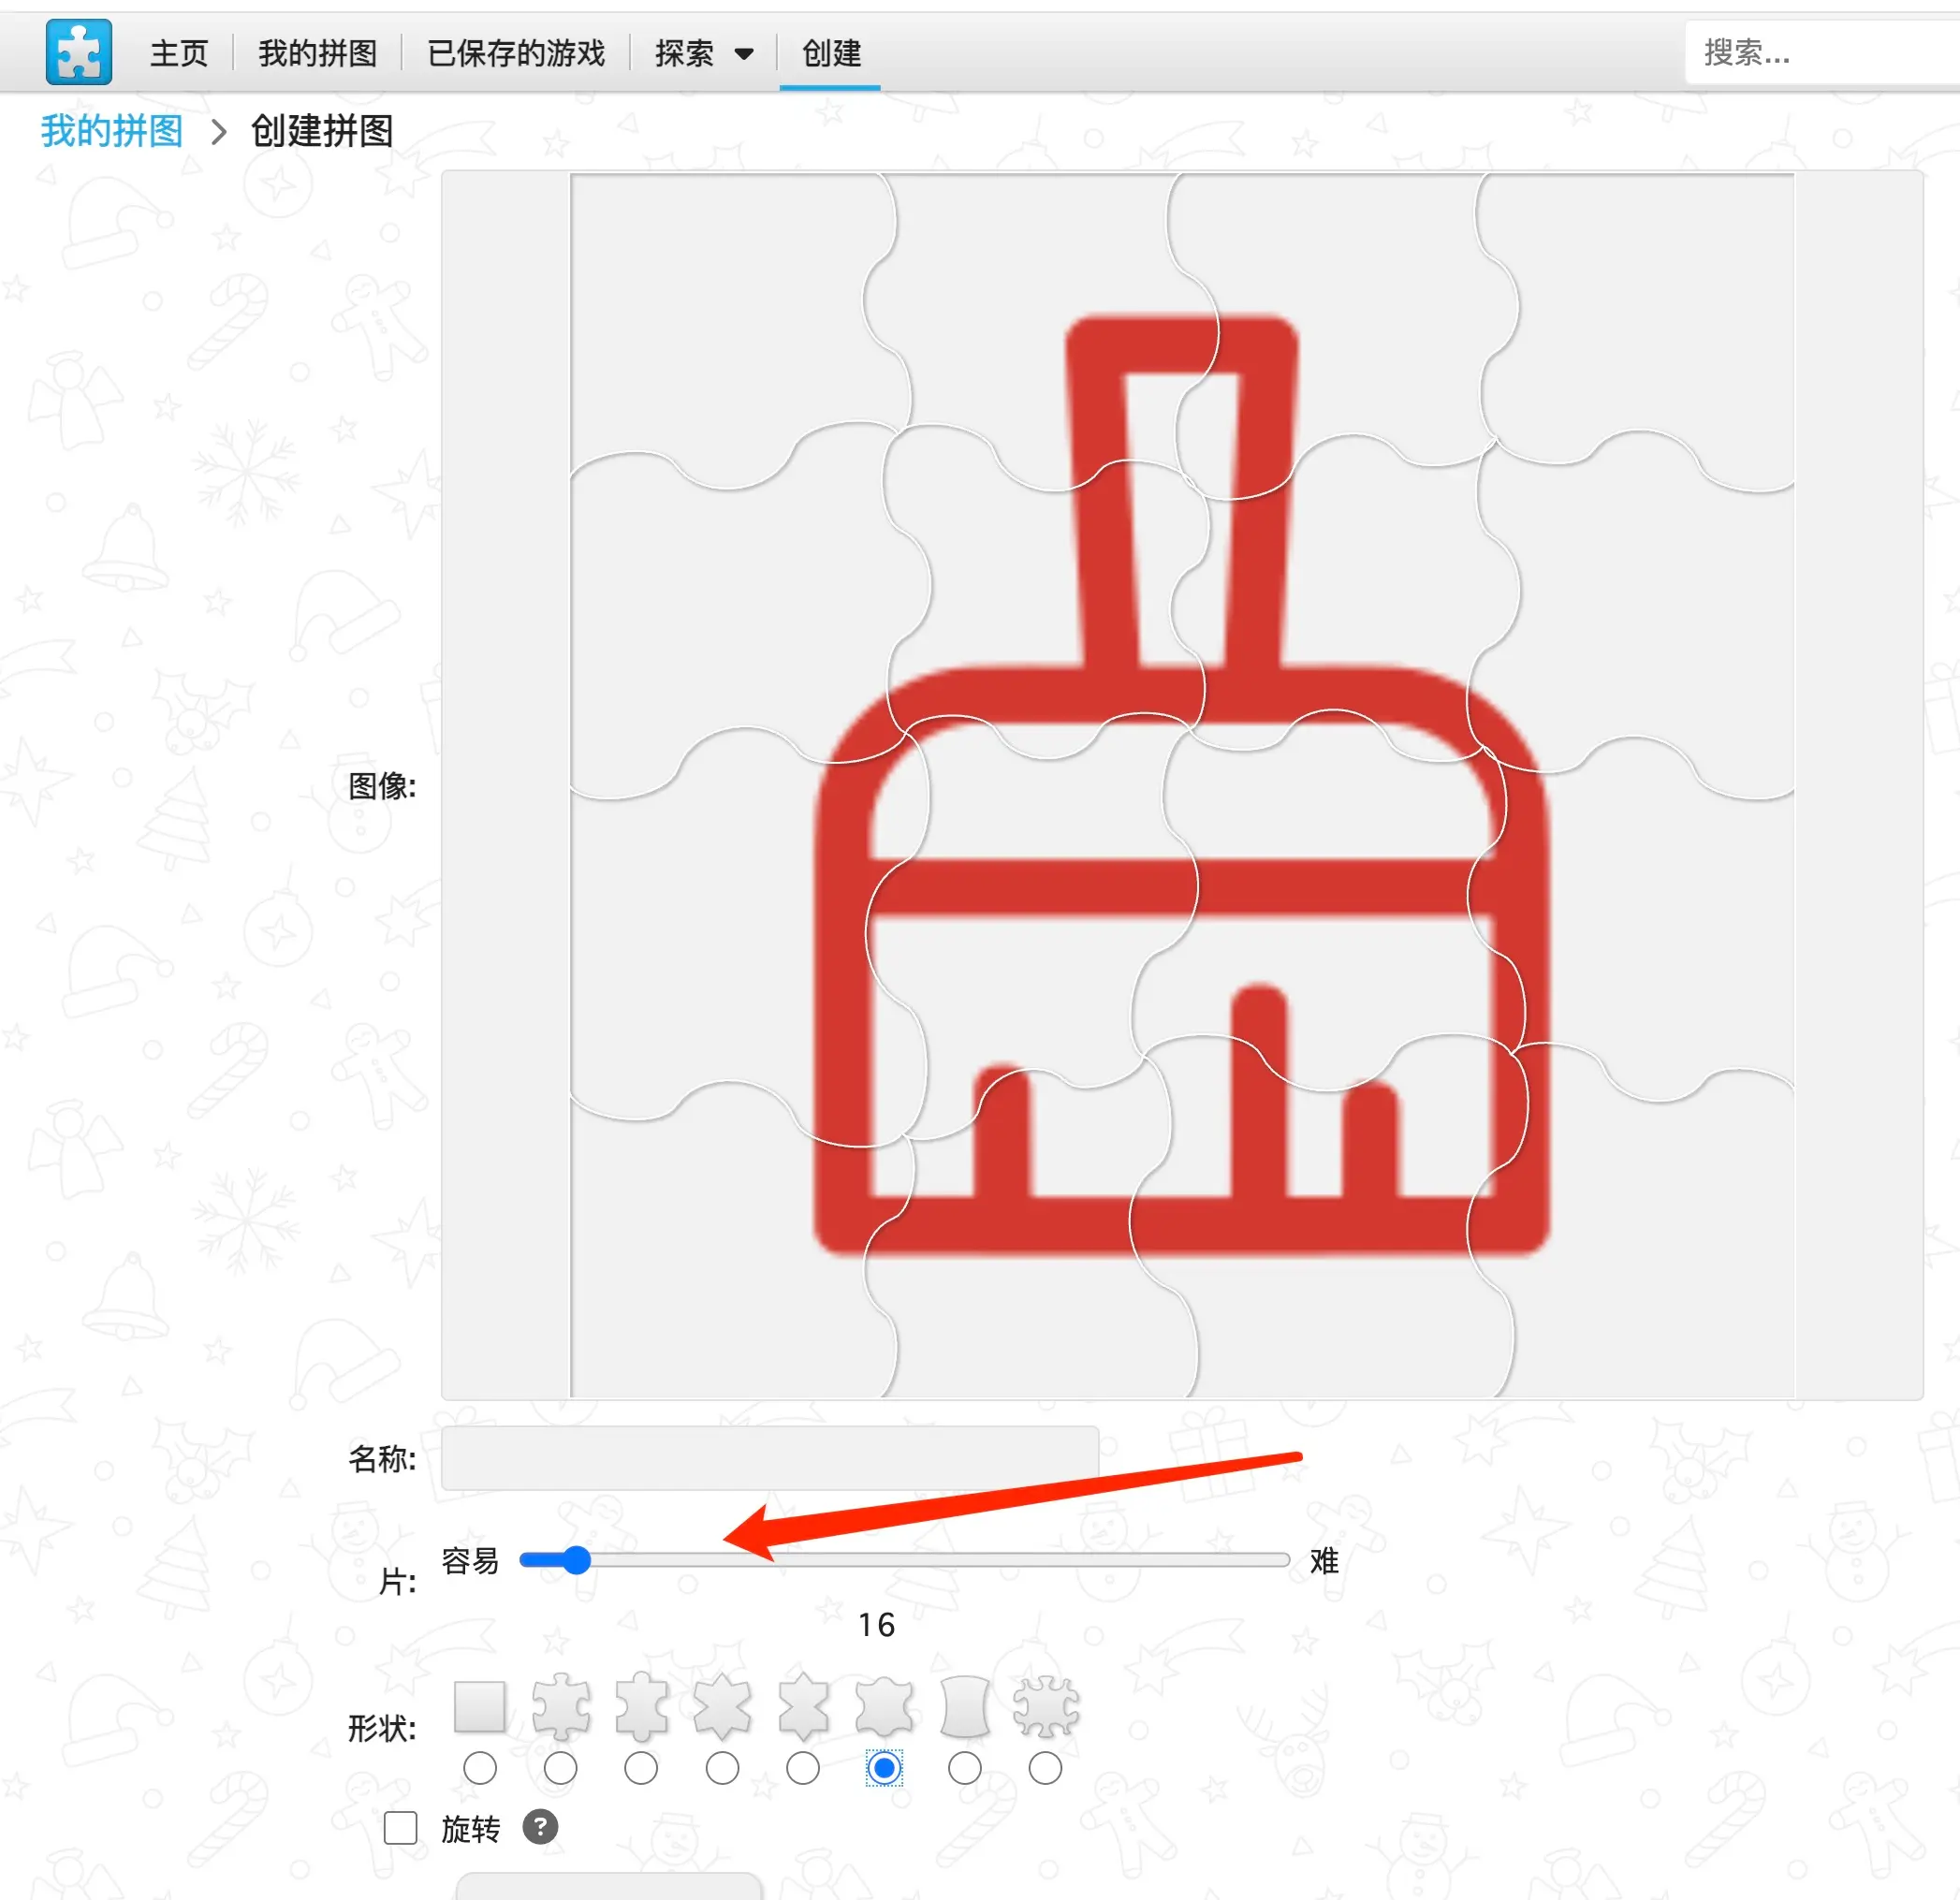 主页 我的拼图 已保存的游戏 探索 创建 搜索...
我的拼图 > 创建拼图
图像:
名称:
片: 容易 难
16
形状:
旋转 ?